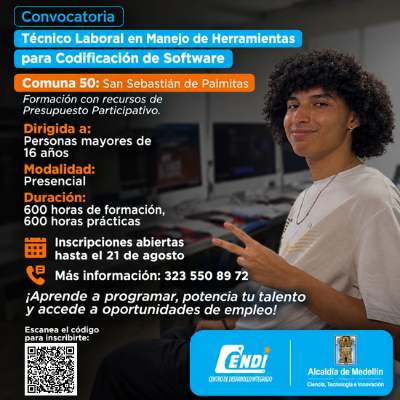 Convocatoria
Técnico Laboral en Manejo de Herramientas
para Codificación de Software
Comuna 50: San Sebastián de Palmitas
Formación con recursos de
Presupuesto Participativo.
Dirigida a:
Personas mayores de
16 años
Modalidad:
Presencial
Duración:
600 horas de formación,
600 horas prácticas
Inscripciones abiertas
hasta el 21 de agosto
Más información: 323 550 89 72
¡Aprende a programar, potencia tu talento
y accede a oportunidades de empleo!
Escanea el código
para inscribirte:
CENDI
CENTRO DE DESARROLLO INTEGRADO
Alcaldía de Medellín
Ciencia, Tecnología e Innovación